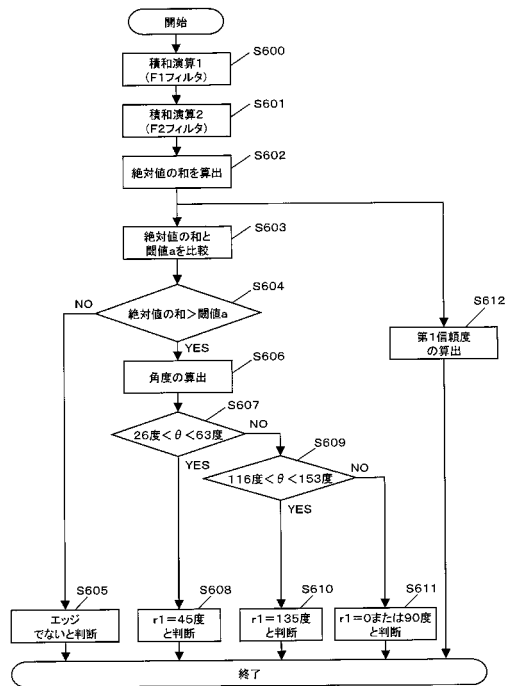 開始
S600
積和演算1
(F1フィルタ)
S601
積和演算2
(F2フィルタ)
S602
絶対値の和を算出
S603
絶対値の和と
閾値aを比較
S604
NO
絶対値の和>閾値a
S612
第1信頼度
の算出
YES
S606
角度の算出
S607
26度<θ<63度
NO
S609
YES
116度<θ<153度
NO
YES
S605
エッジ
でないと判断
S608
r1=45度
と判断
S610
r1=135度
と判断
S611
r1=0または90度
と判断
終了